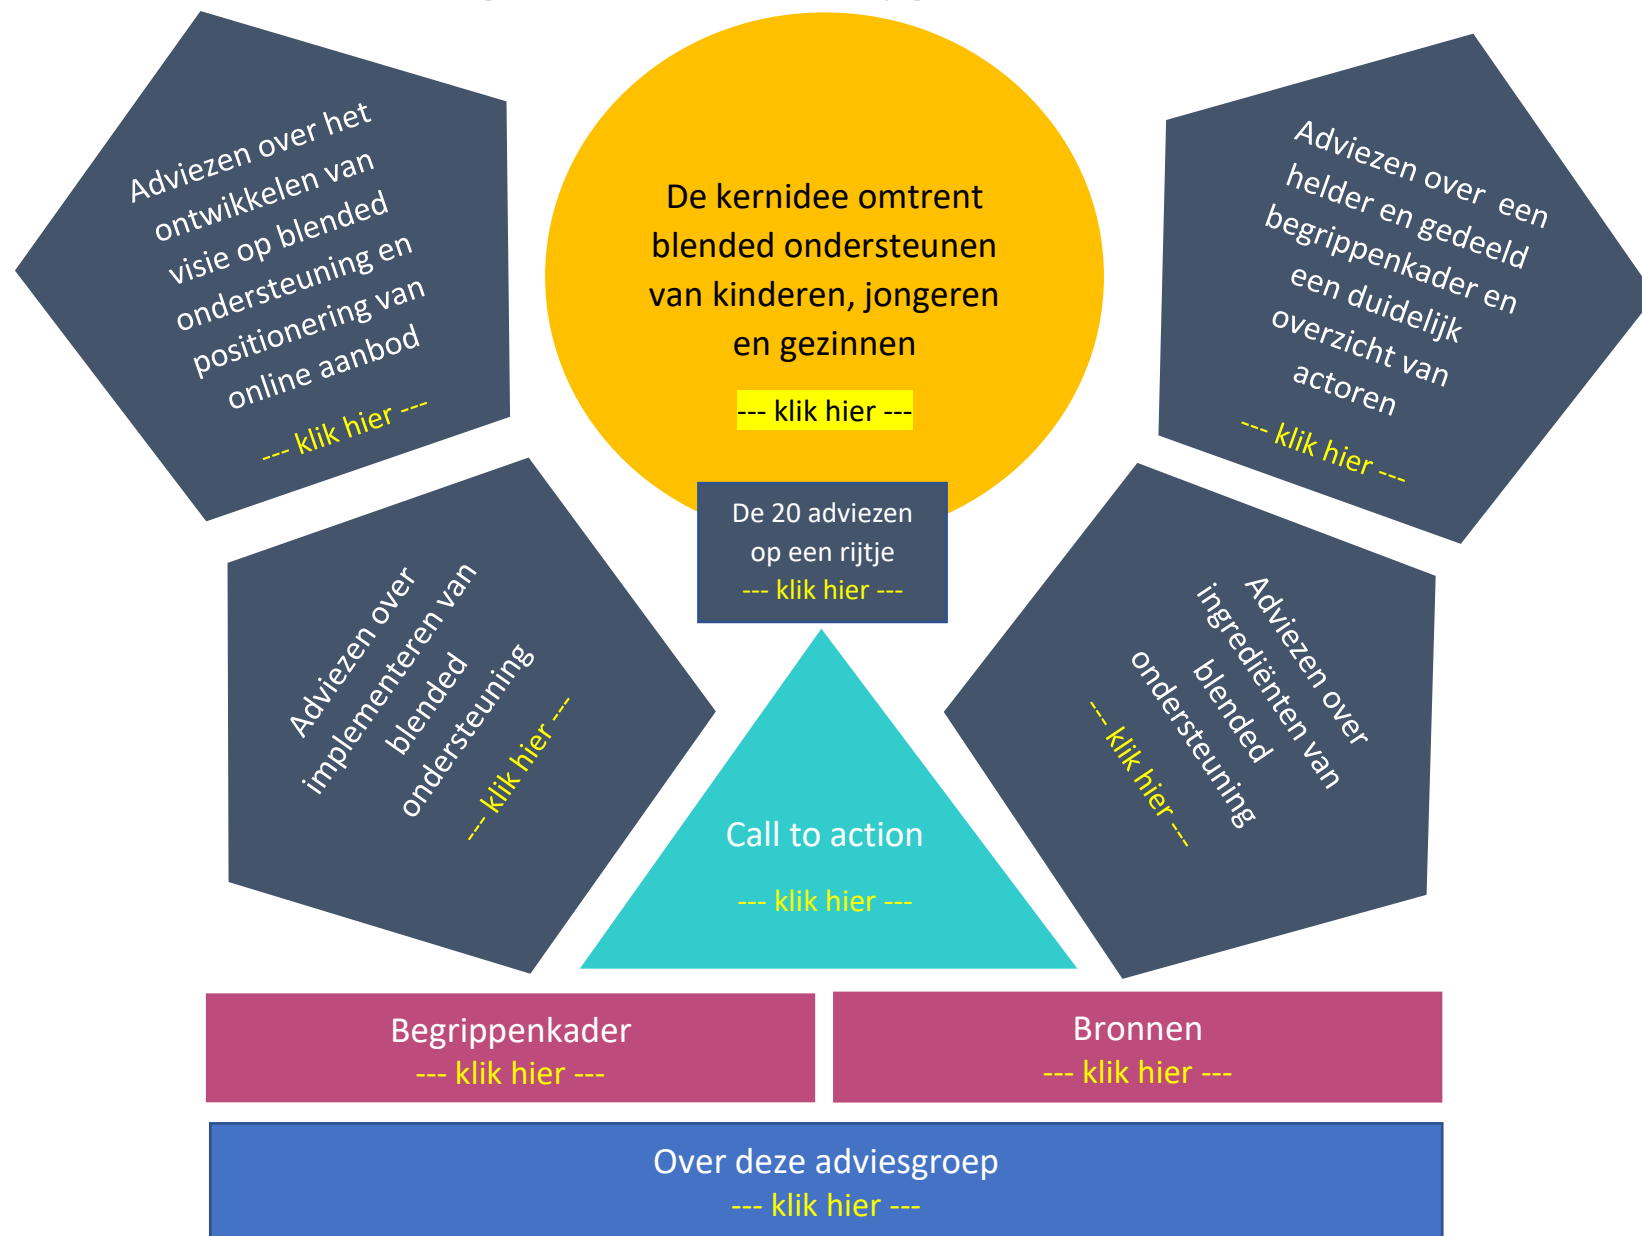 Adviezen over het
ontwikkelen van
visie op blended
ondersteuning en
positionering van
online aanbod
--- klik hier ---
De kernidee omtrent
blended ondersteunen
van kinderen, jongeren
en gezinnen
--- klik hier ---
Adviezen over  een
helder en gedeeld
begrippenkader en
een duidelijk
overzicht van
actoren
--- klik hier ---
De 20 adviezen
op een rijtje
--- klik hier ---
Adviezen over
implementeren van
blended
ondersteuning
--- klik hier ---
Adviezen over
ingrediënten van
blended
ondersteuning
--- klik hier ---
Call to action
--- klik hier ---
Begrippenkader
--- klik hier ---
Bronnen
--- klik hier ---
Over deze adviesgroep
--- klik hier ---